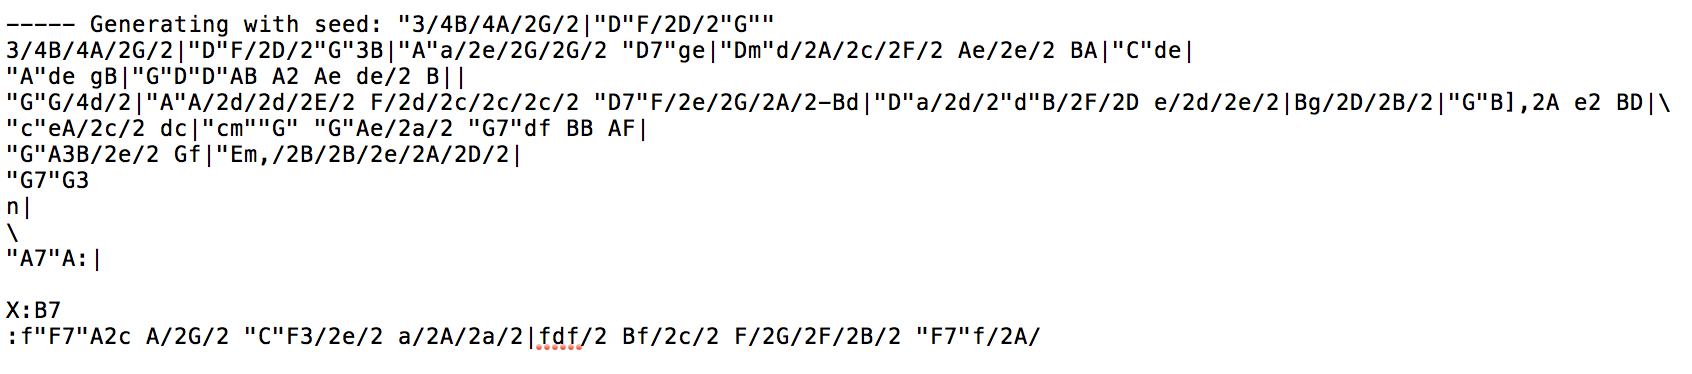 ----- Generating with seed: "3/4B/4A/2G/2|"D"F/2D/2"G""
3/4B/4A/2G/2|"D"F/2D/2"G"3B|"A"a/2e/2G/2G/2 "D7"ge|"Dm"d/2A/2c/2F/2 Ae/2e/2 BA|"C"de|
"A"de gB|"G"D"D"AB A2 Ae de/2 B||
"G"G/4d/2|"A"A/2d/2d/2E/2 F/2d/2c/2c/2c/2 "D7"F/2e/2G/2A/2-Bd|"D"a/2d/2"d"B/2F/2D e/2d/2e/2|Bg/2D/2B/2|"G"B],2A e2 BD|\
"c"eA/2c/2 dc|"cm""G" "G"Ae/2a/2 "G7"df BB AF|
"G"A3B/2e/2 Gf|"Em,/2B/2B/2e/2A/2D/2|
"G7"G3
n|
\
"A7"A:|
X:B7
:f"F7"A2c A/2G/2 "C"F3/2e/2 a/2A/2a/2|fdf/2 Bf/2c/2 F/2G/2F/2B/2 "F7"f/2A/